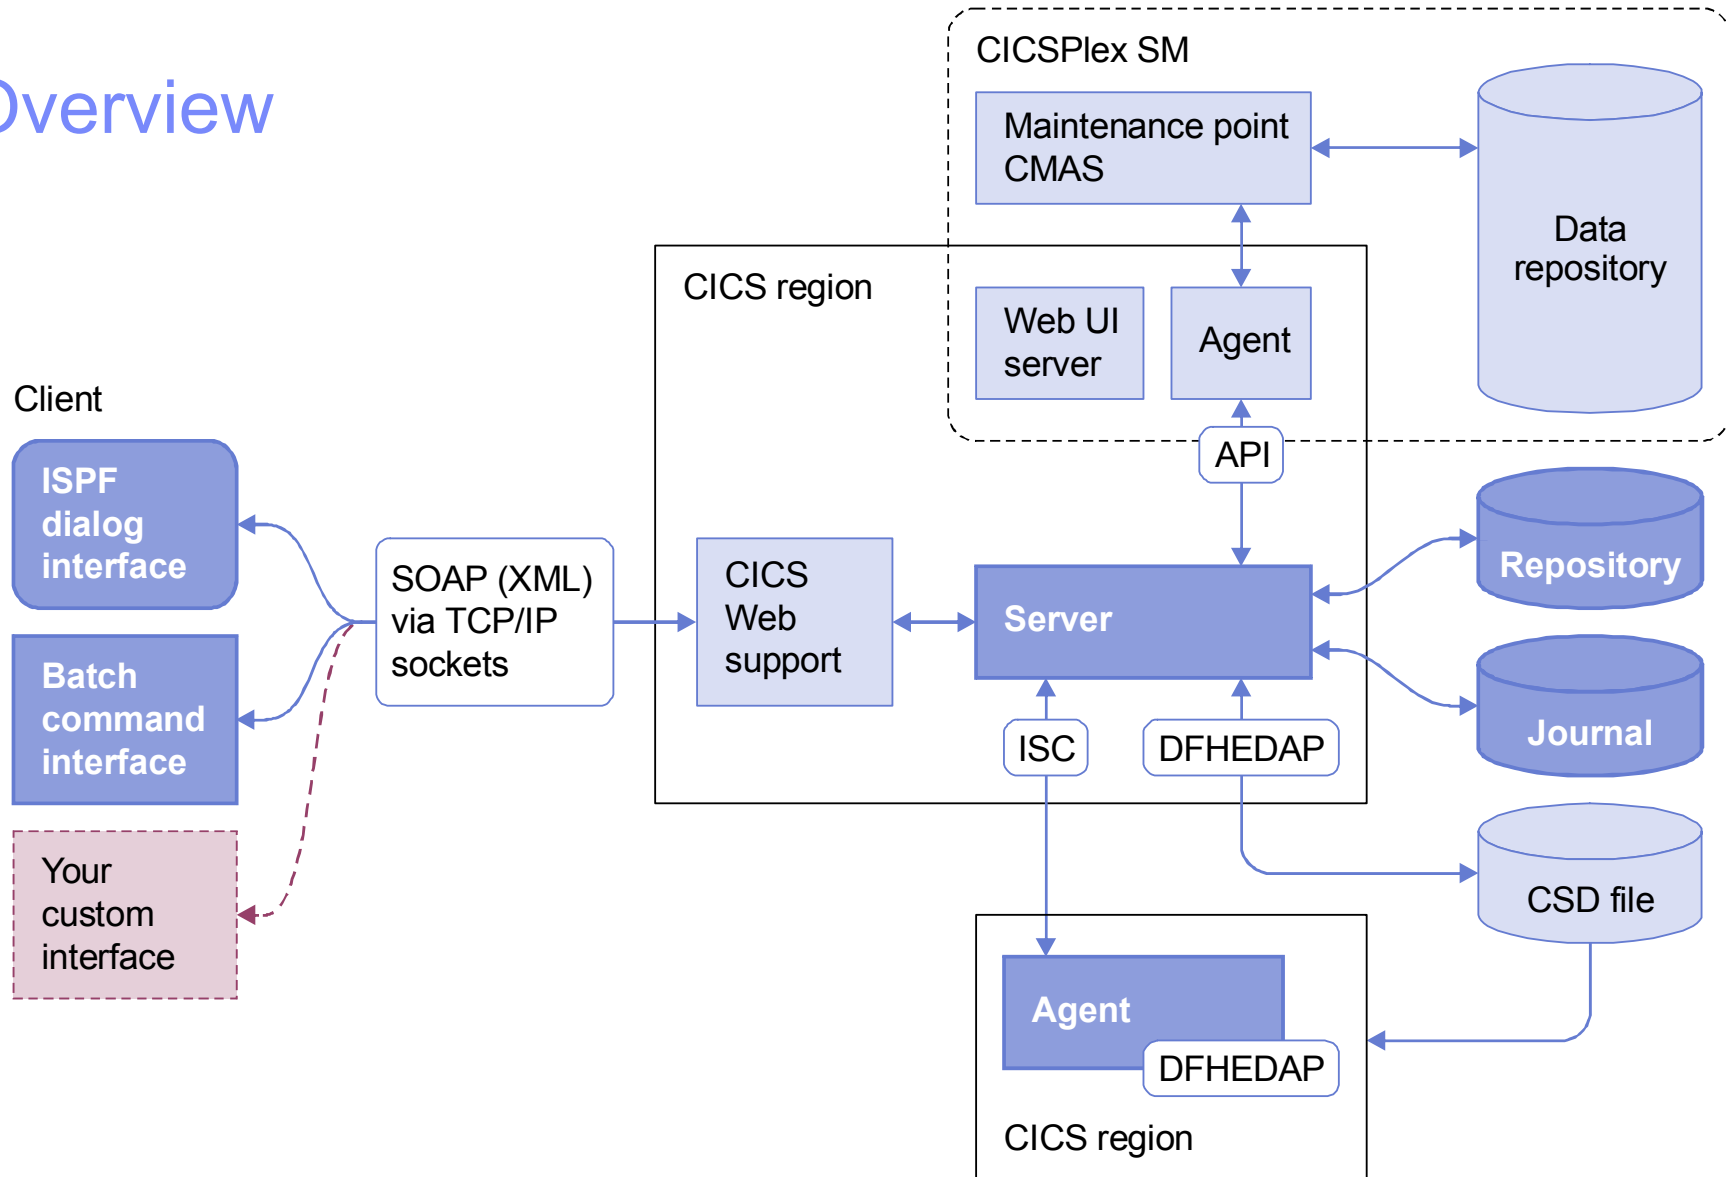 Overview
CICSPlex SM
Maintenance point
CMAS
Data
repository
CICS region
Web UI
server
Agent
API
Client
ISPF
dialog
interface
Batch
command
interface
Your
custom
interface
SOAP (XML)
via TCP/IP
sockets
CICS
Web
support
Server
ISC
DFHEDAP
Repository
Journal
CSD file
Agent
DFHEDAP
CICS region